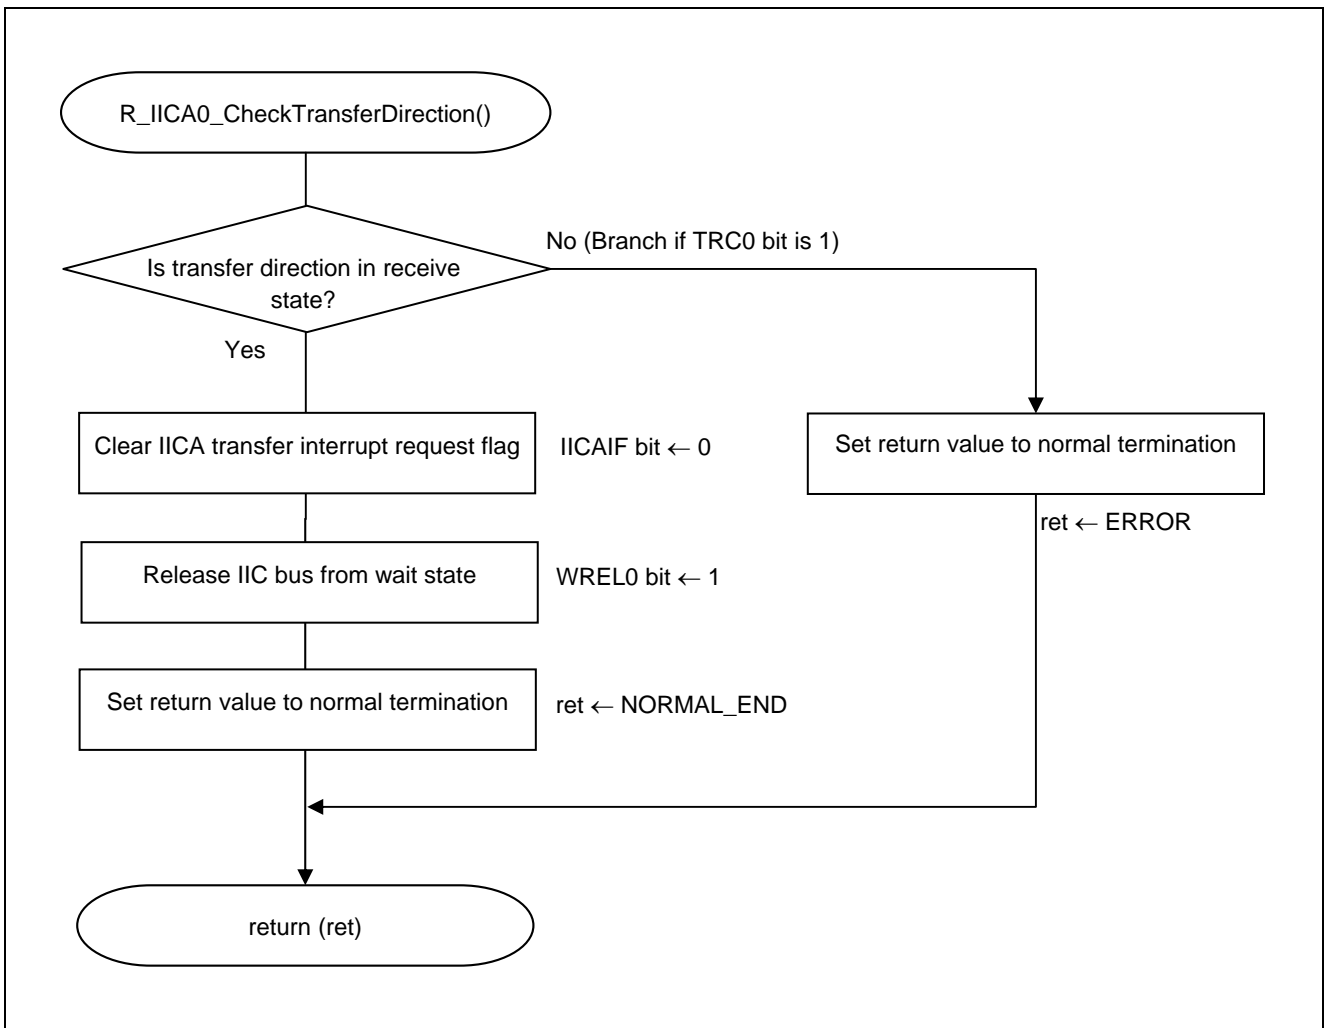 R_IICA0_CheckTransferDirection()
No (Branch if TRC0 bit is 1)
Is transfer direction in receive
state?
Yes
Clear IICA transfer interrupt request flag
IICAIF bit ← 0
Set return value to normal termination
ret ← ERROR
Release IIC bus from wait state
WREL0 bit ← 1
Set return value to normal termination
ret ← NORMAL_END
return (ret)